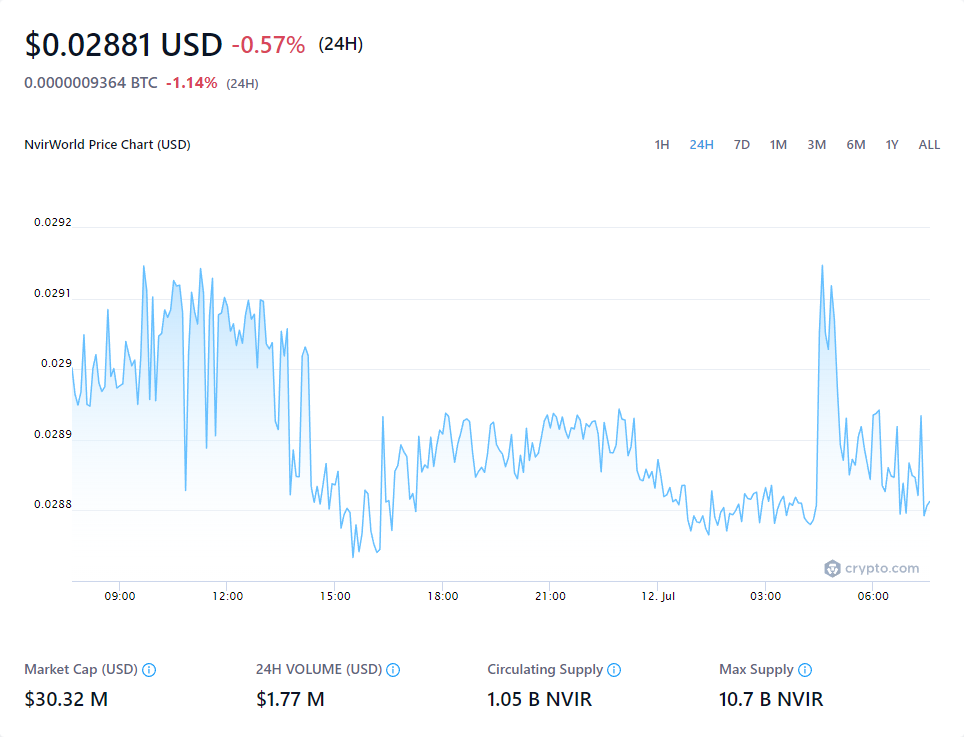 $0.02881 USD -0.57% (24H)
0.0000009364 BTC -1.14% (24H)
NvirWorld Price Chart (USD) 1H 24H 7D 1M 3M 6M 1Y ALL
0.0292
0.0291
0.029
0.0289
0.0288
crypto.com
09:00 12:00 15:00 18:00 21:00 12. Jul 03:00 06:00
Market Cap (USD) 24H VOLUME (USD) Circulating Supply Max Supply
$30.32 M $1.77 M 1.05 B NVIR 10.7 B NVIR